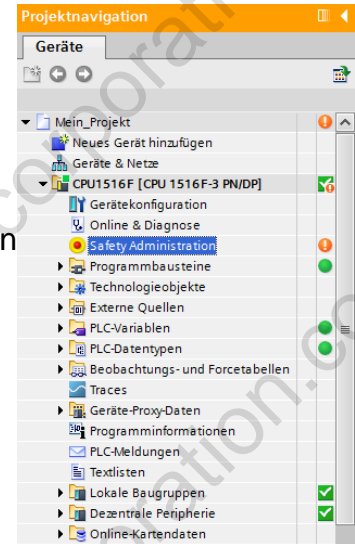 Projektnavigation
Geräte
Mein_Projekt
Neues Gerät hinzufügen
Geräte & Netze
CPU1516F [CPU 1516F-3 PN/DP]
Gerätekonfiguration
Online & Diagnose
n
Safety Administration
Programmbausteine
Technologieobjekte
Externe Quellen
PLC-Variablen
PLC-Datentypen
Beobachtungs- und Forcetabellen
Traces
Geräte-Proxy-Daten
Programminformationen
PLC-Meldungen
Textlisten
Lokale Baugruppen
Dezentrale Peripherie
Online-Kartendaten